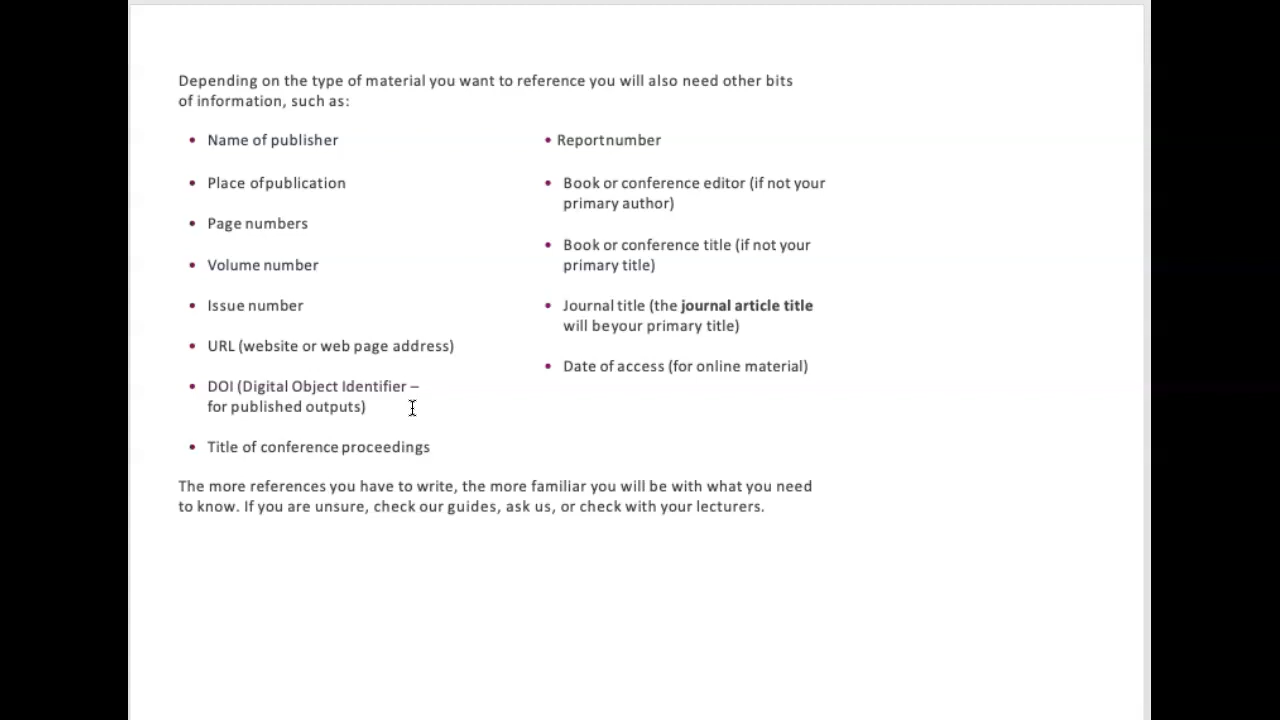 Depending on the type of material you want to reference you will also need other bits
of information, such as:
• Name of publisher
• Place ofpublication
• Page numbers
• Volume number
• Issue number
• URL (website or web page address)
• DOI (Digital Object Identifier –
for published outputs)
• Title of conference proceedings
• Reportnumber
• Book or conference editor (if not your
primary author)
• Book or conference title (if not your
primary title)
• Journal title (the journal article title
will beyour primary title)
• Date of access (for online material)
The more references you have to write, the more familiar you will be with what you need
to know. If you are unsure, check our guides, ask us, or check with your lecturers.